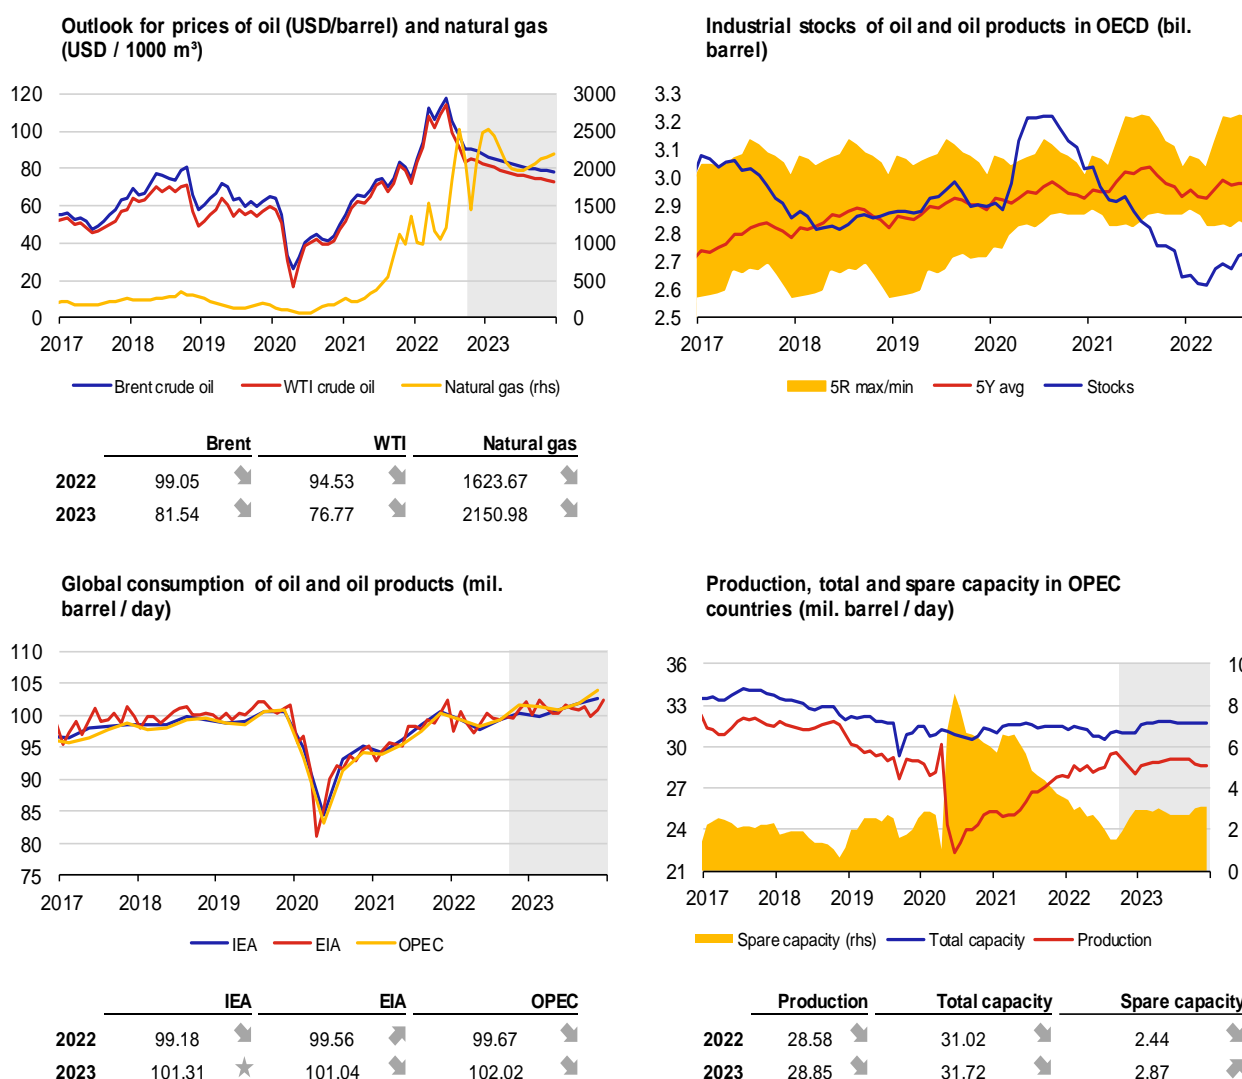 Outlook for prices of oil (USD/barrel) and natural gas
(USD / 1000 m³)
120
100
80
60
40
20
0
3000
2500
2000
1500
1000
500
0
2017 2018 2019 2020 2021 2022 2023
Brent crude oil WTI crude oil Natural gas (rhs)
Brent WTI Natural gas
2022 99.05 94.53 1623.67
2023 81.54 76.77 2150.98
Industrial stocks of oil and oil products in OECD (bil.
barrel)
3.3
3.2
3.1
3.0
2.9
2.8
2.7
2.6
2.5
2017 2018 2019 2020 2021 2022
5R max/min 5Y avg Stocks
Global consumption of oil and oil products (mil.
barrel / day)
110
105
100
95
90
85
80
75
2017 2018 2019 2020 2021 2022 2023
IEA EIA OPEC
IEA EIA OPEC
2022 99.18 99.56 99.67
2023 101.31 101.04 102.02
Production, total and spare capacity in OPEC
countries (mil. barrel / day)
36
33
30
27
24
21
10
8
6
4
2
0
2017 2018 2019 2020 2021 2022 2023
Spare capacity (rhs) Total capacity Production
Production Total capacity Spare capacity
2022 28.58 31.02 2.44
2023 28.85 31.72 2.87